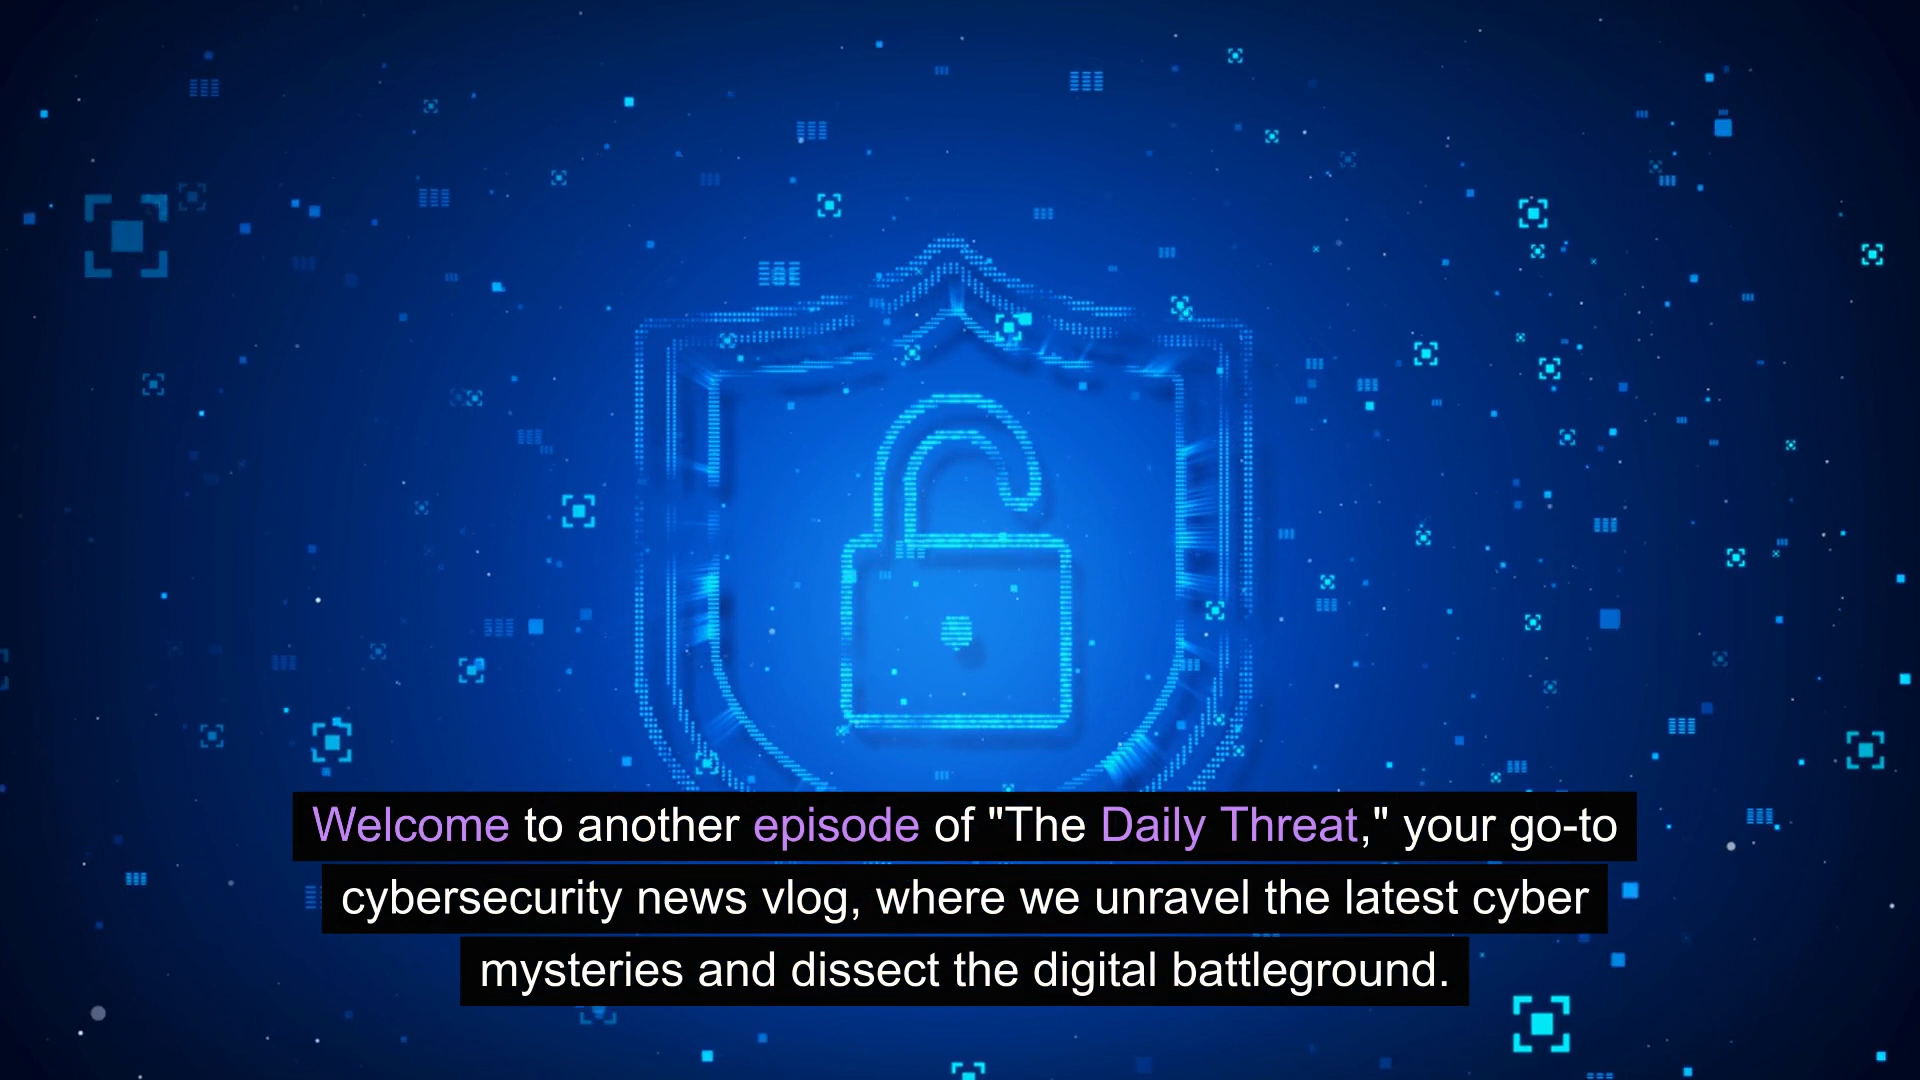 Welcome to another episode of "The Daily Threat," your go-to
cybersecurity news vlog, where we unravel the latest cyber
mysteries and dissect the digital battleground.